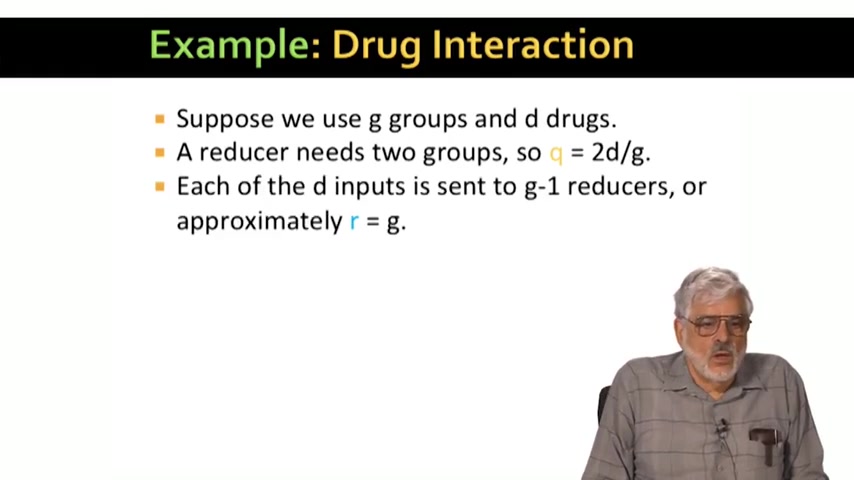 Example: Drug Interaction
Suppose we use g groups and d drugs.
A reducer needs two groups, so q = 2d/g.
Each of the d inputs is sent to g-1 reducers, or
approximately r = g.